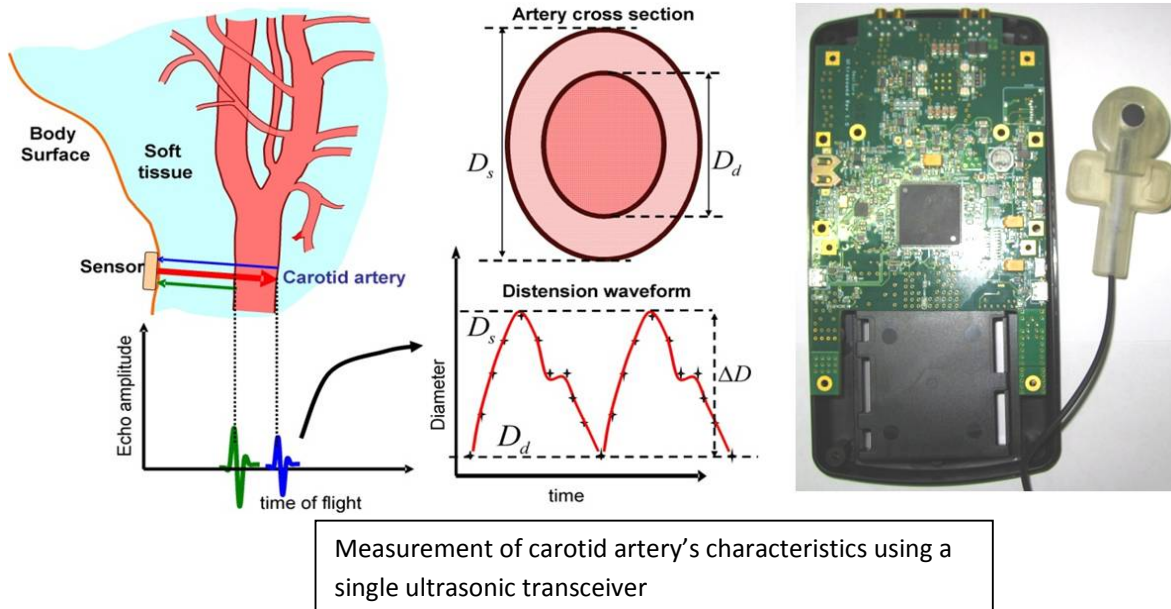 Artery cross section
Body
Surface
Soft
tissue
D_s
D_d
Sensor
Carotid artery
Distension waveform
Echo amplitude
time of flight
Diameter
D_s
ΔD
D_d
time
Measurement of carotid artery's characteristics using a
single ultrasonic transceiver